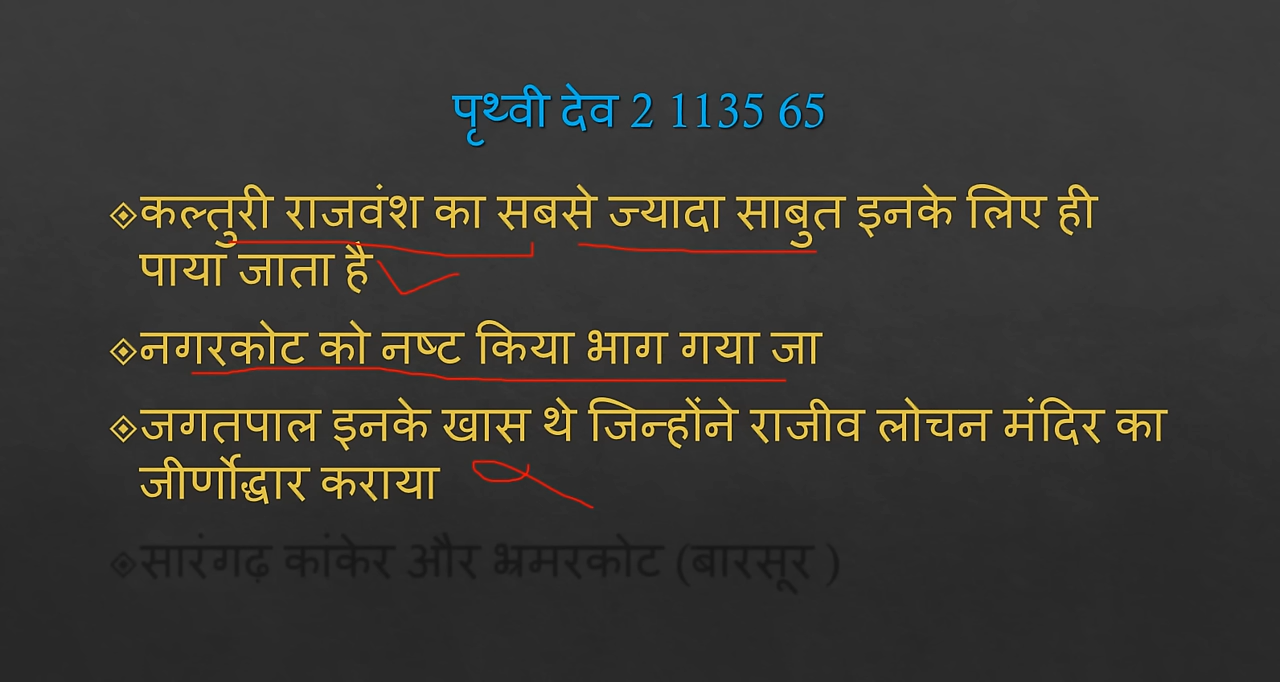 पृथ्वी देव 2 1135 65
कल्तुरी राजवंश का सबसे ज्यादा साबुत इनके लिए ही
पाया जाता है
नगरकोट को नष्ट किया भाग गया जा
जगतपाल इनके खास थे जिन्होंने राजीव लोचन मंदिर का
जीर्णोद्धार कराया
सारंगढ़ कांकेर और भ्रमरकोट (बारसूर )